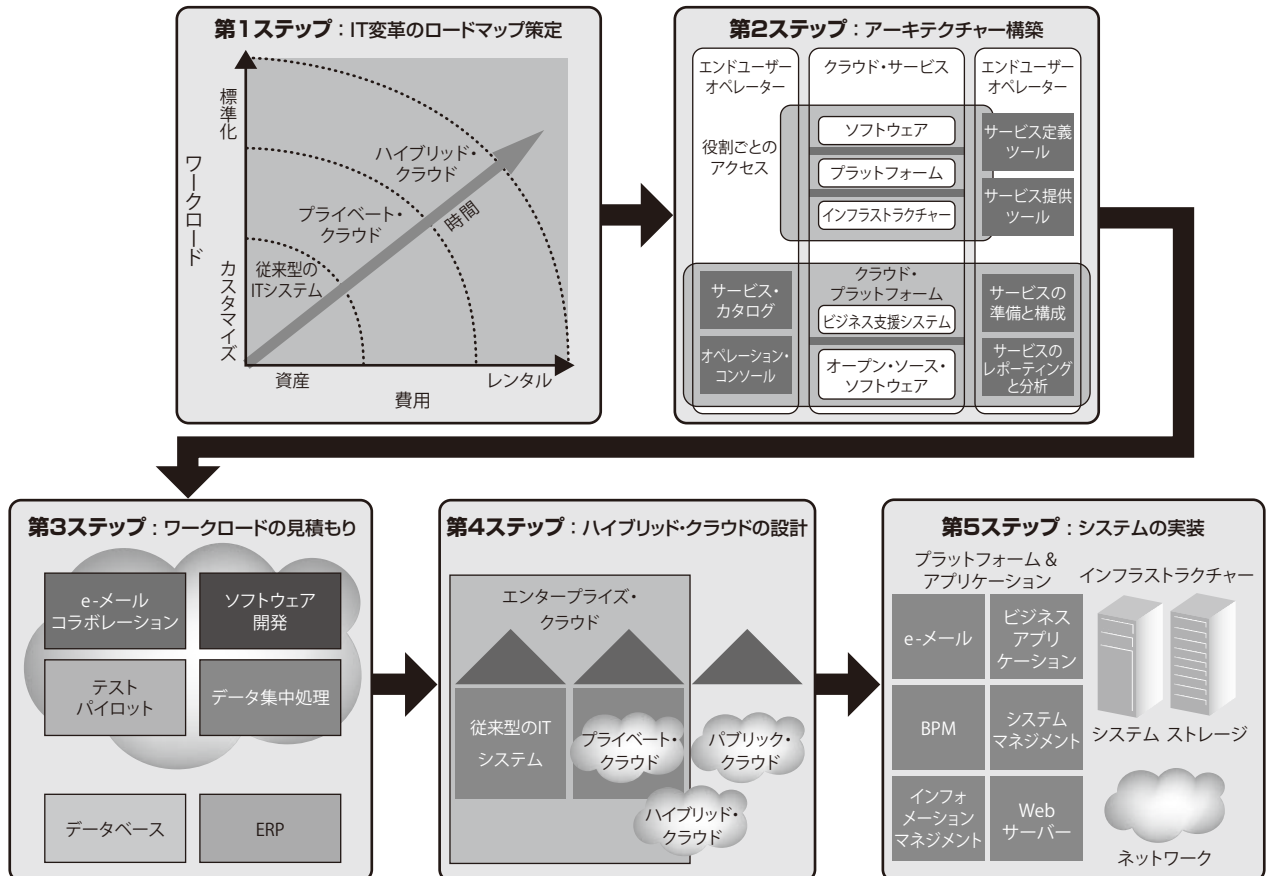 第1ステップ：IT変革のロードマップ策定
ワークロード
標準化
カスタマイズ
ハイブリッド・
クラウド
プライベート・
クラウド
時間
従来型の
ITシステム
資産
レンタル
費用
第2ステップ：アーキテクチャー構築
エンドユーザー
オペレーター
クラウド・サービス
エンドユーザー
オペレーター
役割ごとの
アクセス
ソフトウェア
プラットフォーム
インフラストラクチャー
サービス定義
ツール
サービス提供
ツール
サービス・
カタログ
オペレーション・
コンソール
クラウド・
プラットフォーム
ビジネス支援システム
オープン・ソース・
ソフトウェア
サービスの
準備と構成
サービスの
レポーティング
と分析
第3ステップ：ワークロードの見積もり
e-メール
コラボレーション
ソフトウェア
開発
テスト
パイロット
データ集中処理
データベース
ERP
第4ステップ：ハイブリッド・クラウドの設計
エンタープライズ・
クラウド
従来型のIT
システム
プライベート・
クラウド
パブリック・
クラウド
ハイブリッド・
クラウド
第5ステップ：システムの実装
プラットフォーム &
アプリケーション
e-メール
ビジネス
アプリ
ケーション
BPM
システム
マネジメント
インフォ
メーション
マネジメント
Web
サーバー
インフラストラクチャー
システム ストレージ
ネットワーク